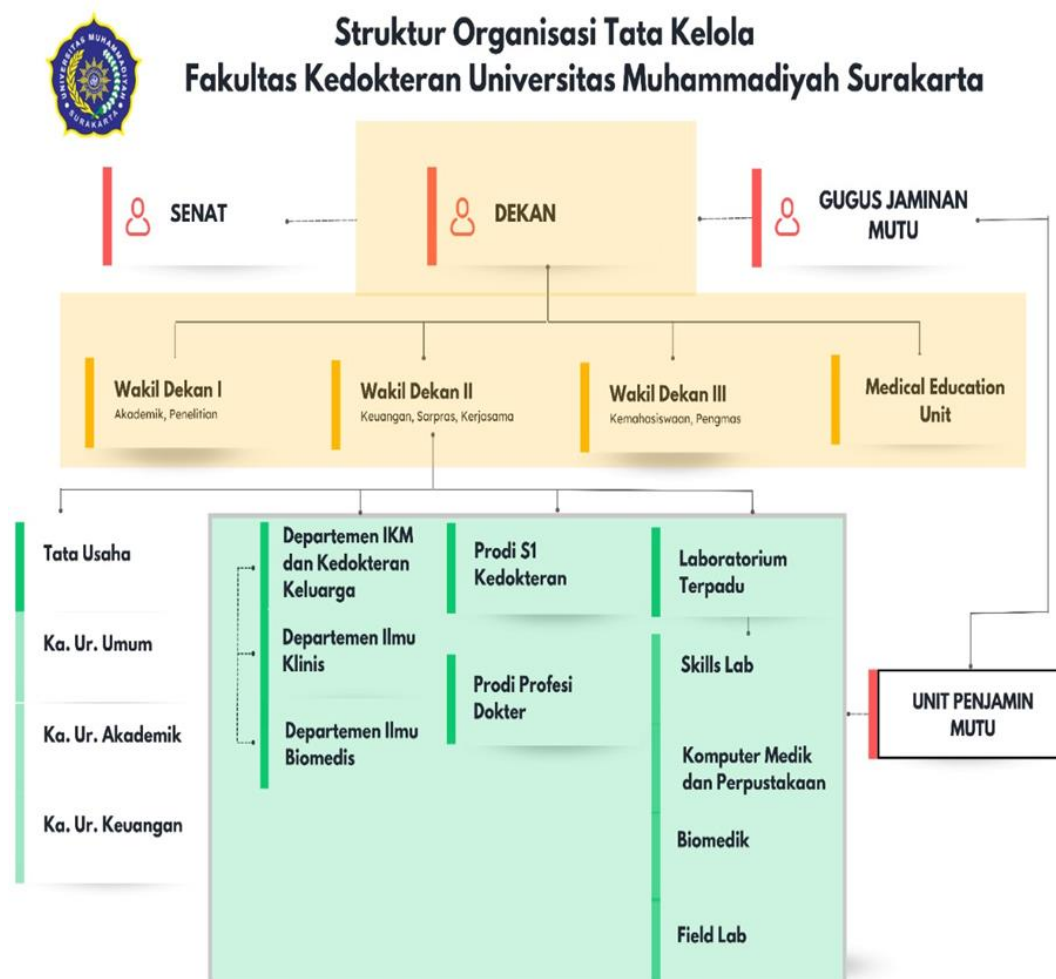 Struktur Organisasi Tata Kelola
Fakultas Kedokteran Universitas Muhammadiyah Surakarta
UNIVERSITAS MUHAMMADIYAH
SURAKARTA
SENAT
DEKAN
GUGUS JAMINAN
MUTU
Wakil Dekan I
Akademik, Penelitian
Wakil Dekan II
Keuangan, Sarpras, Kerjasama
Wakil Dekan III
Kemahasiswaan, Pengmas
Medical Education
Unit
Tata Usaha
Ka. Ur. Umum
Ka. Ur. Akademik
Ka. Ur. Keuangan
Departemen IKM
dan Kedokteran
Keluarga
Departemen Ilmu
Klinis
Departemen Ilmu
Biomedis
Prodi S1
Kedokteran
Prodi Profesi
Dokter
Laboratorium
Terpadu
Skills Lab
Komputer Medik
dan Perpustakaan
Biomedik
Field Lab
UNIT PENJAMIN
MUTU